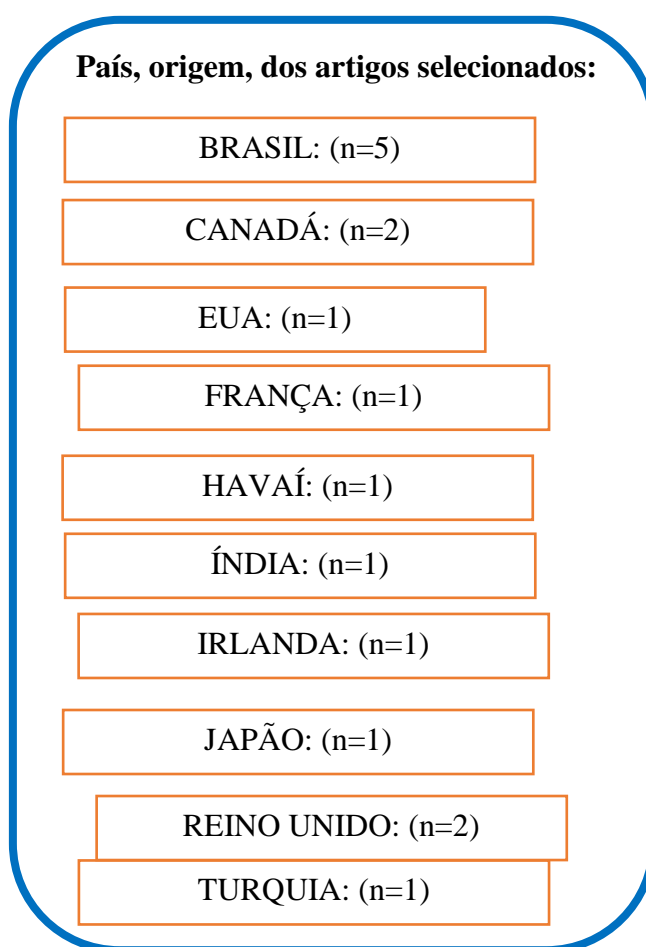 País, origem, dos artigos selecionados:
BRASIL: (n=5)
CANADÁ: (n=2)
EUA: (n=1)
FRANÇA: (n=1)
HAVAÍ: (n=1)
ÍNDIA: (n=1)
IRLANDA: (n=1)
JAPÃO: (n=1)
REINO UNIDO: (n=2)
TURQUIA: (n=1)